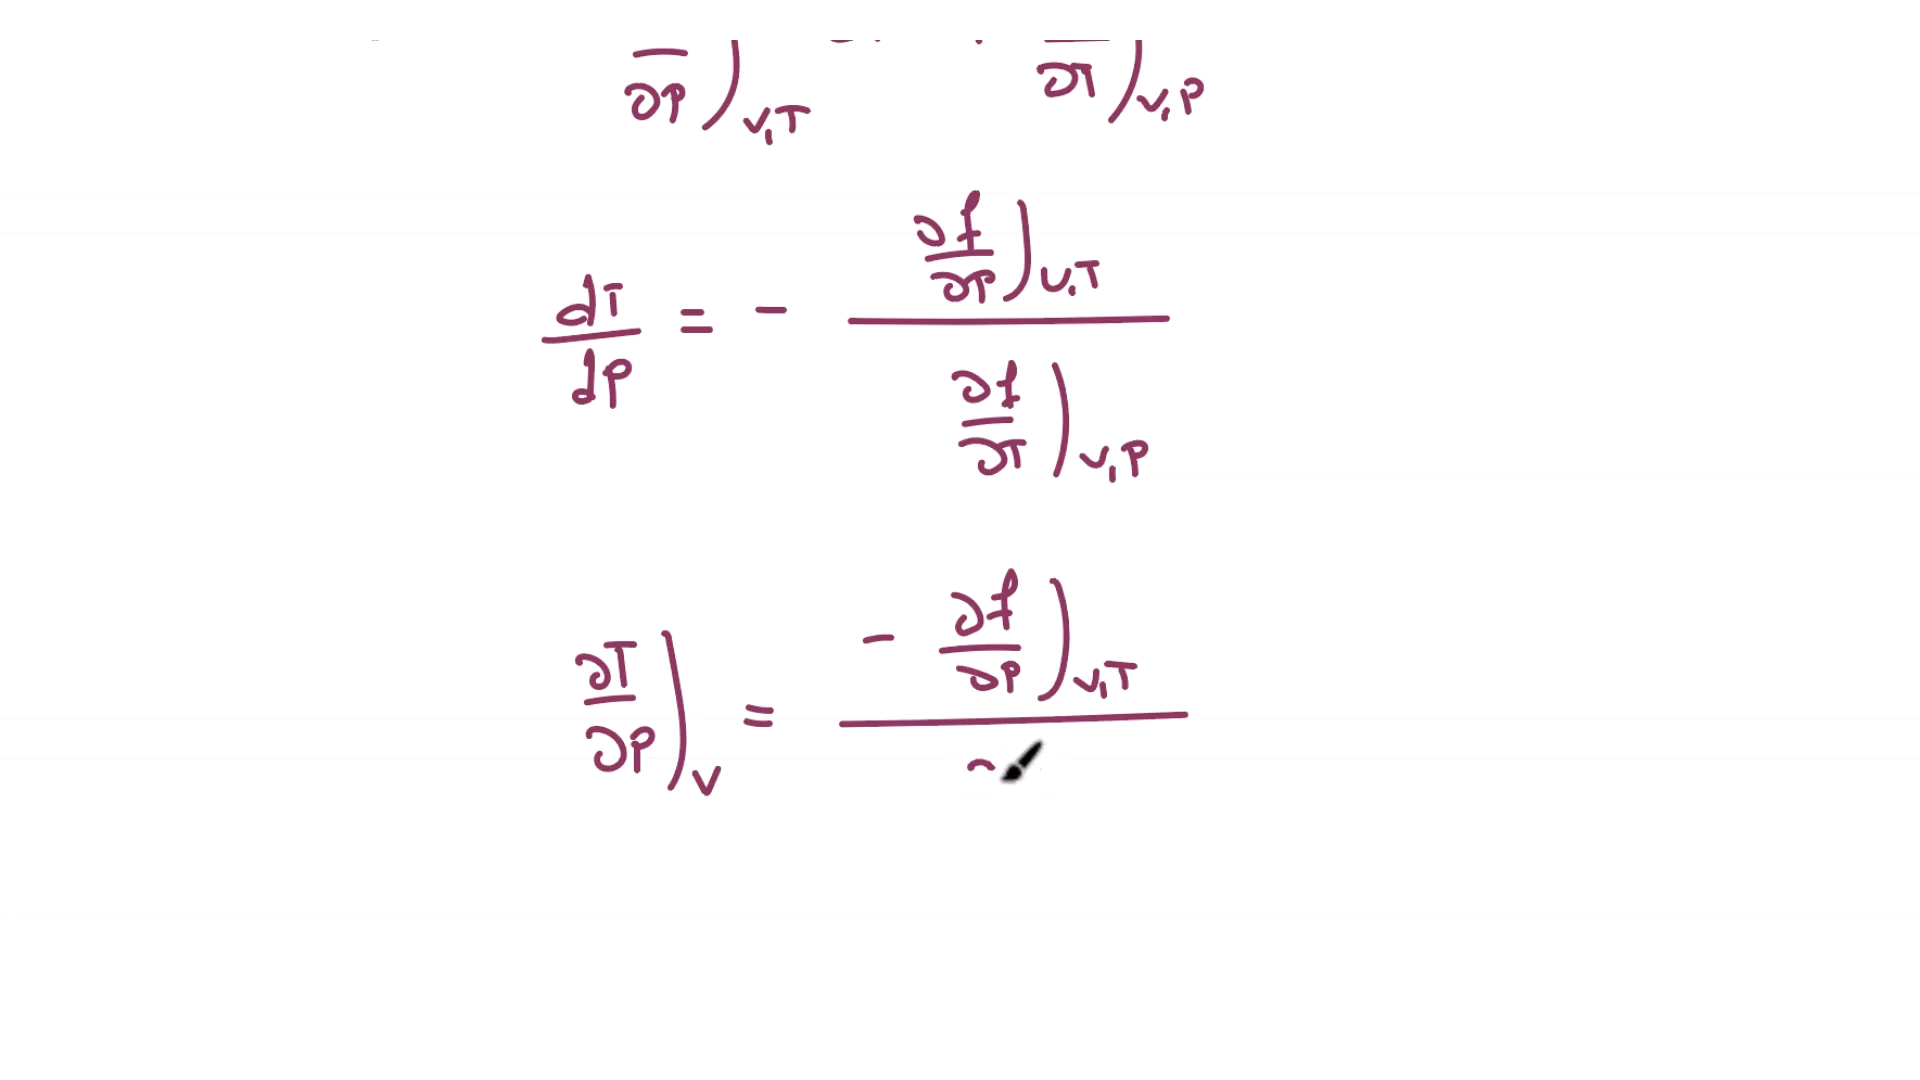 ∂P )V,T ∂T )V,P
dT/dP = - (∂f/∂P)V,T / (∂f/∂T)V,P
∂T/∂P )V = - ∂f/∂P )V,T